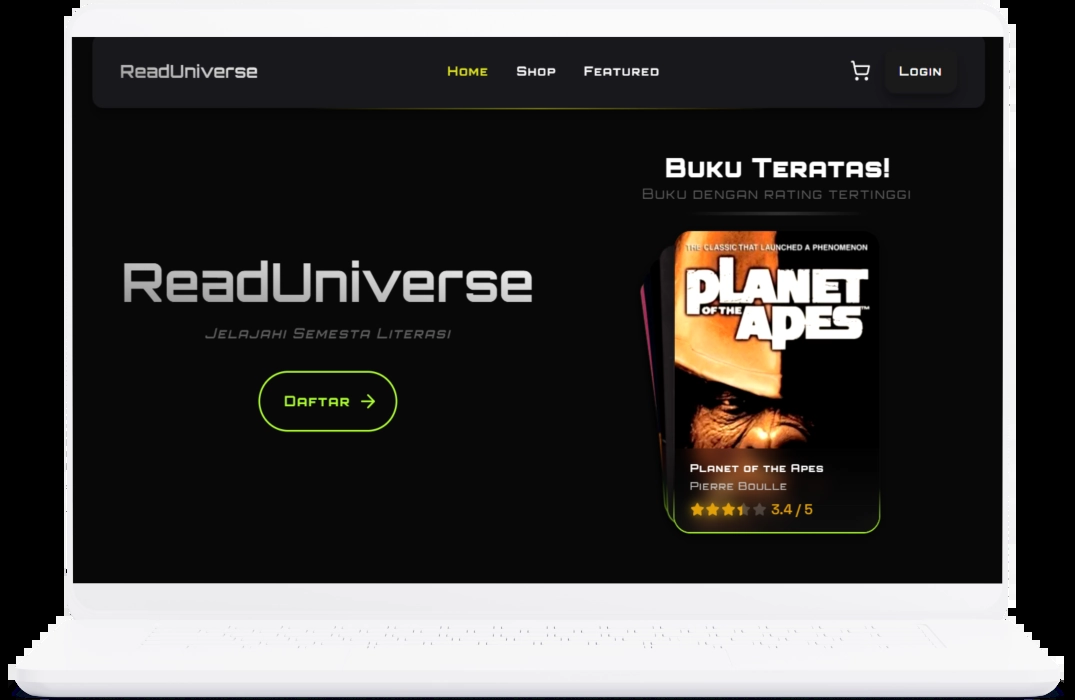 ReadUniverse
Home Shop Featured
Login
Buku Teratas!
Buku dengan rating tertinggi
ReadUniverse
Jelajahi Semesta Literasi
Daftar →
THE CLASSIC THAT LAUNCHED A PHENOMENON
PLANET
OF THE APES™
Planet of the Apes
Pierre Boulle
3.4 / 5